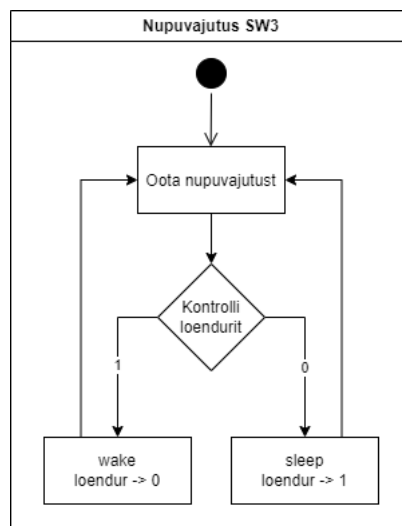 Nupuvajutus SW3
Oota nupuvajutust
Kontrolli
loendurit
1
0
wake
loendur -> 0
sleep
loendur -> 1